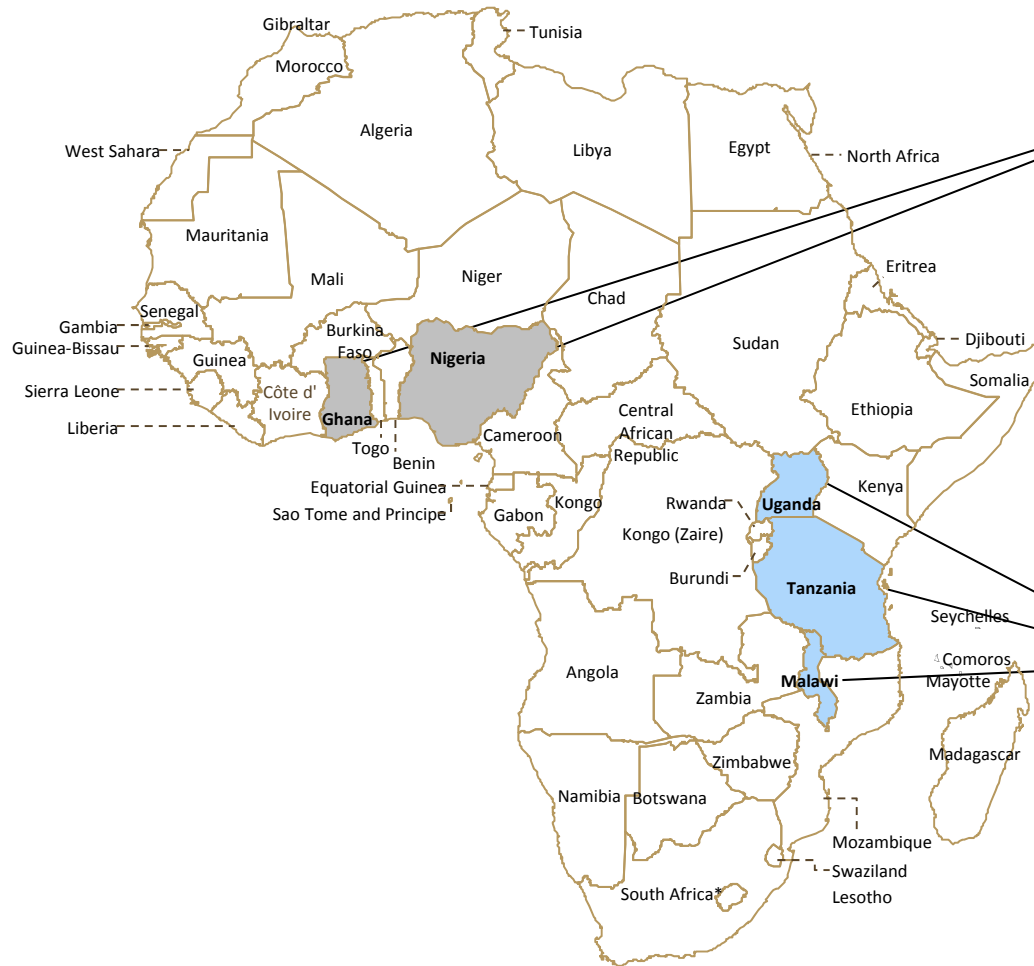 Gibraltar
Tunisia
Morocco
Algeria
Libya
Egypt
West Sahara
North Africa
Mauritania
Mali
Niger
Chad
Eritrea
Senegal
Gambia
Burkina
Faso
Nigeria
Sudan
Djibouti
Guinea-Bissau
Guinea
Somalia
Sierra Leone
Côte d'
Ivoire
Ghana
Central
African
Republic
Ethiopia
Liberia
Togo
Benin
Cameroon
Equatorial Guinea
Sao Tome and Principe
Gabon
Kongo
Kenya
Uganda
Rwanda
Kongo (Zaire)
Burundi
Tanzania
Seychelles
Comoros
Mayotte
Angola
Malawi
Zambia
Madagascar
Zimbabwe
Namibia
Botswana
Mozambique
Swaziland
Lesotho
South Africa*